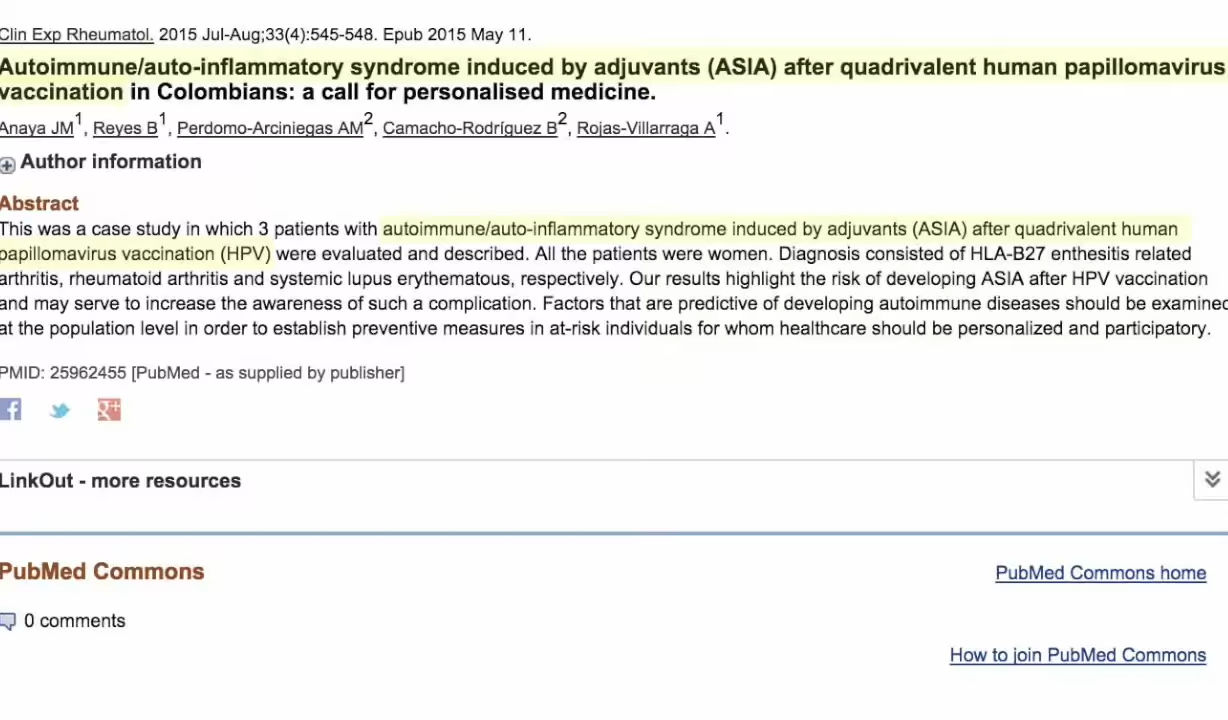 Clin Exp Rheumatol. 2015 Jul-Aug;33(4):545-548. Epub 2015 May 11.
Autoimmune/auto-inflammatory syndrome induced by adjuvants (ASIA) after quadrivalent human papillomavirus
vaccination in Colombians: a call for personalised medicine.
Anaya JM1, Reyes B1, Perdomo-Arciniegas AM2, Camacho-Rodríguez B2, Rojas-Villarraga A1.
Author information
Abstract
This was a case study in which 3 patients with autoimmune/auto-inflammatory syndrome induced by adjuvants (ASIA) after quadrivalent human
papillomavirus vaccination (HPV) were evaluated and described. All the patients were women. Diagnosis consisted of HLA-B27 enthesitis related
arthritis, rheumatoid arthritis and systemic lupus erythematous, respectively. Our results highlight the risk of developing ASIA after HPV vaccination
and may serve to increase the awareness of such a complication. Factors that are predictive of developing autoimmune diseases should be examined
at the population level in order to establish preventive measures in at-risk individuals for whom healthcare should be personalized and participatory.
PMID: 25962455 [PubMed - as supplied by publisher]
LinkOut - more resources
PubMed Commons
PubMed Commons home
0 comments
How to join PubMed Commons